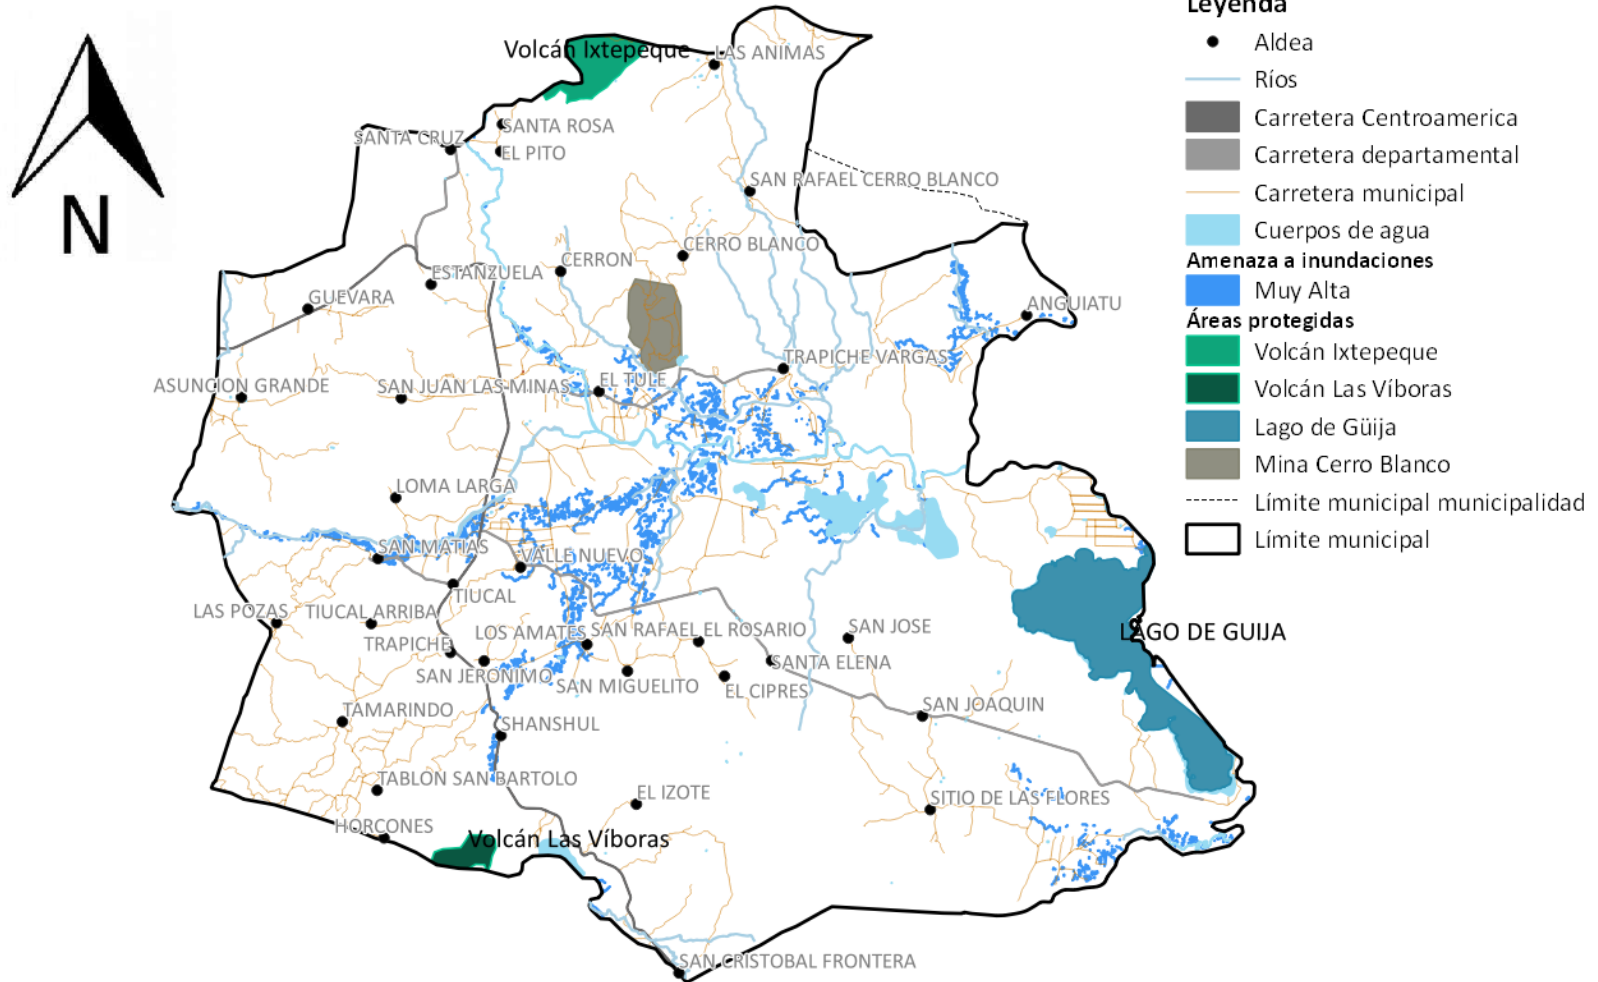 Leyenda
Aldea
Ríos
Carretera Centroamerica
Carretera departamental
Carretera municipal
Cuerpos de agua
Amenaza a inundaciones
Muy Alta
Áreas protegidas
Volcán Ixtepeque
Volcán Las Víboras
Lago de Güija
Mina Cerro Blanco
Límite municipal municipalidad
Límite municipal
N
Volcán Ixtepeque
LAS ANIMAS
SANTA ROSA
SANTA CRUZ
EL PITO
SAN RAFAEL CERRO BLANCO
CERRO BLANCO
CERRON
ESTANZUELA
GUEVARA
ANGUIATU
TRAPICHE VARGAS
ASUNCION GRANDE
SAN JUAN LAS MINAS
EL TULE
LOMA LARGA
SAN MATIAS
VALLE NUEVO
TIUCAL
LAS POZAS
TIUCAL ARRIBA
TRAPICHE
LOS AMATES
SAN RAFAEL EL ROSARIO
SAN JOSE
LAGO DE GUIJA
SANTA ELENA
SAN JERONIMO
SAN MIGUELITO
EL CIPRES
TAMARINDO
SAN JOAQUIN
SHANSHUL
TABLON SAN BARTOLO
EL IZOTE
SITIO DE LAS FLORES
HORCONES
Volcán Las Víboras
SAN CRISTOBAL FRONTERA